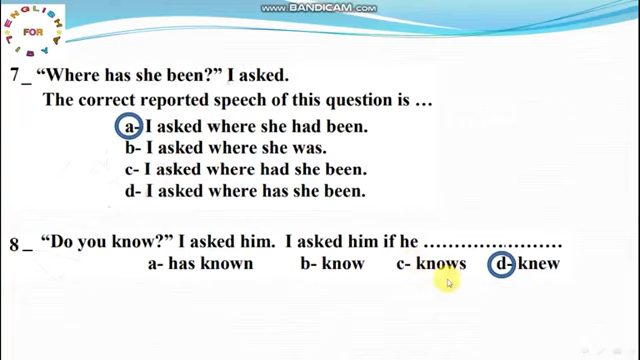 www.BANDICAM.com
ENGLISH
FOR
LIBYA
7_ “Where has she been?” I asked.
The correct reported speech of this question is …
a- I asked where she had been.
b- I asked where she was.
c- I asked where had she been.
d- I asked where has she been.
8_ “Do you know?” I asked him. I asked him if he ……………………
a- has known b- know c- knows d- knew